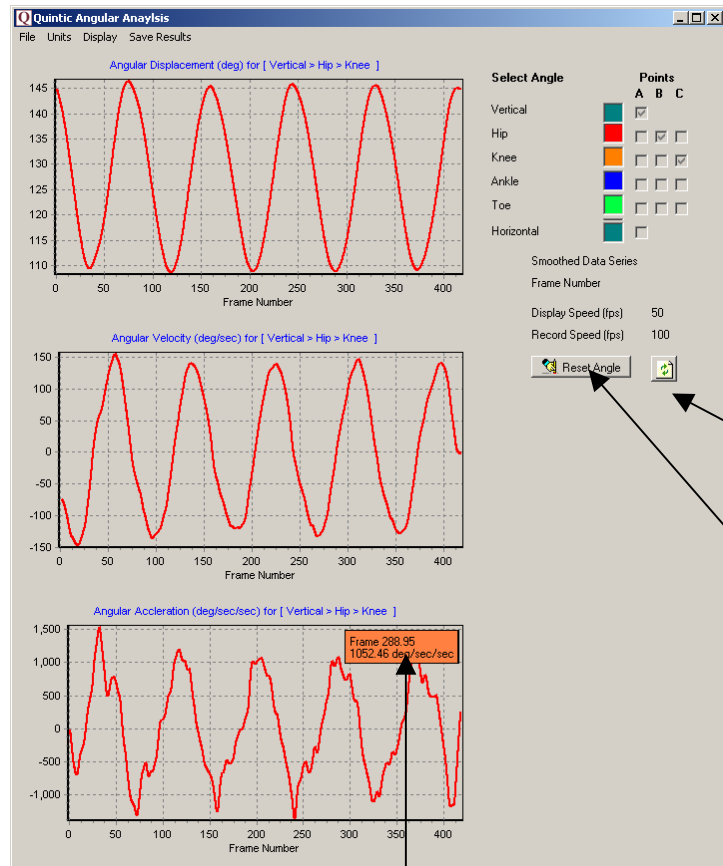 Quintic Angular Anaylsis
File Units Display Save Results
Angular Displacement (deg) for [ Vertical > Hip > Knee ]
145
140
135
130
125
120
115
110
0 50 100 150 200 250 300 350 400
Frame Number
Angular Velocity (deg/sec) for [ Vertical > Hip > Knee ]
150
100
50
0
-50
-100
-150
0 50 100 150 200 250 300 350 400
Frame Number
Angular Accleration (deg/sec/sec) for [ Vertical > Hip > Knee ]
1,500
1,000
500
0
-500
-1,000
0 50 100 150 200 250 300 350 400
Frame Number
Frame 288.95
1052.46 deg/sec/sec
Select Angle Points
A B C
Vertical
Hip
Knee
Ankle
Toe
Horizontal
Smoothed Data Series
Frame Number
Display Speed (fps) 50
Record Speed (fps) 100
Reset Angle